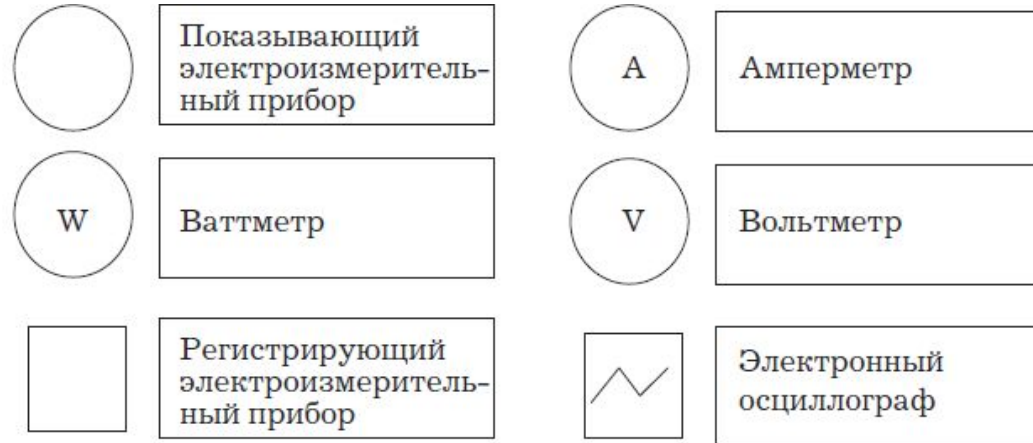 Показывающий
электроизмеритель-
ный прибор
A
Амперметр
W
Ваттметр
V
Вольтметр
Регистрирующий
электроизмеритель-
ный прибор
Электронный
осциллограф